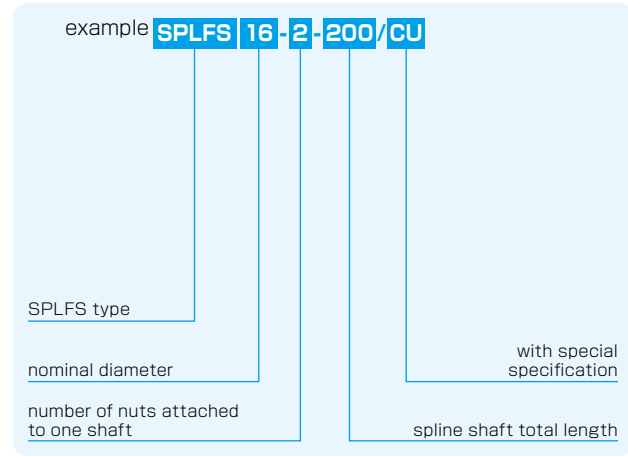 example SPLFS 16-2-200/CU
SPLFS type
with special
specification
nominal diameter
number of nuts attached
to one shaft
spline shaft total length